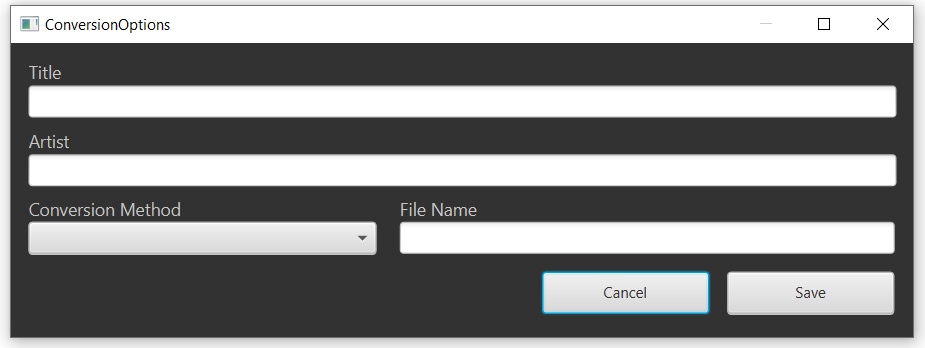 ConversionOptions
Title
Artist
Conversion Method
File Name
Cancel
Save